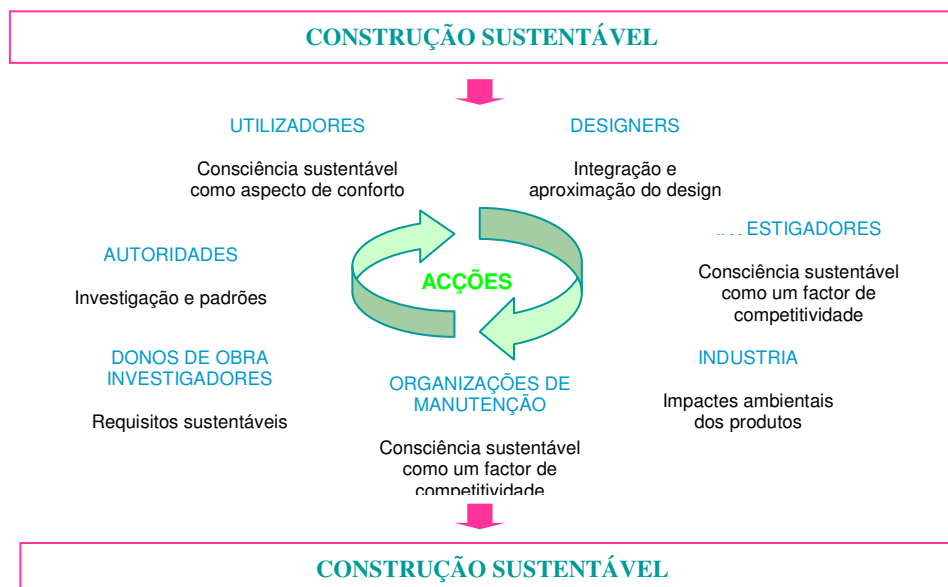 CONSTRUÇÃO SUSTENTÁVEL
UTILIZADORES
Consciência sustentável
como aspecto de conforto
DESIGNERS
Integração e
aproximação do design
AUTORIDADES
Investigação e padrões
ACÇÕES
ESTIGADORES
Consciência sustentável
como um factor de
competitividade
DONOS DE OBRA
INVESTIGADORES
Requisitos sustentáveis
ORGANIZAÇÕES DE
MANUTENÇÃO
Consciência sustentável
como um factor de
competitividade
INDUSTRIA
Impactes ambientais
dos produtos
CONSTRUÇÃO SUSTENTÁVEL